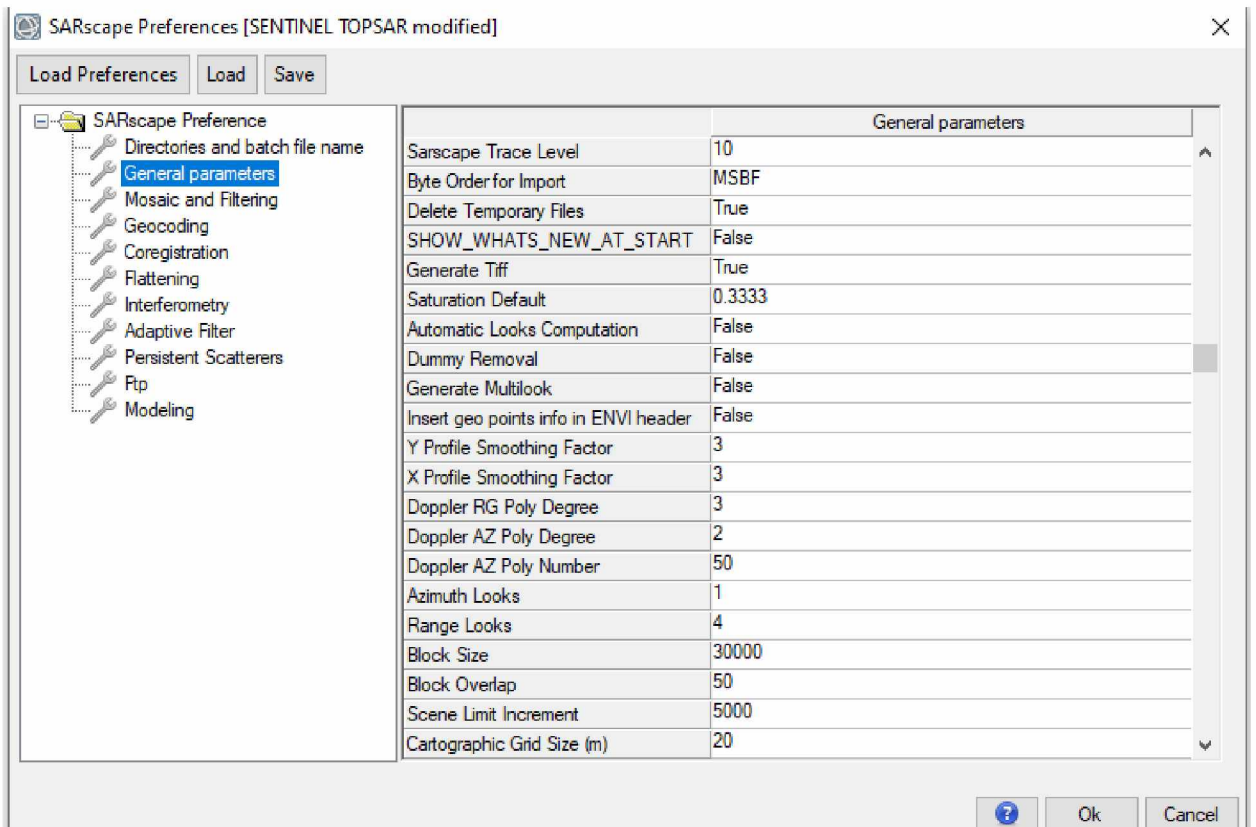 SARscape Preferences [SENTINEL TOPSAR modified]
Load Preferences Load Save
SARscape Preference
Directories and batch file name
General parameters
Mosaic and Filtering
Geocoding
Coregistration
Flattening
Interferometry
Adaptive Filter
Persistent Scatterers
Ftp
Modeling
General parameters
Sarscape Trace Level 10
Byte Order for Import MSBF
Delete Temporary Files True
SHOW_WHATS_NEW_AT_START False
Generate Tiff True
Saturation Default 0.3333
Automatic Looks Computation False
Dummy Removal False
Generate Multilook False
Insert geo points info in ENVI header False
Y Profile Smoothing Factor 3
X Profile Smoothing Factor 3
Doppler RG Poly Degree 3
Doppler AZ Poly Degree 2
Doppler AZ Poly Number 50
Azimuth Looks 1
Range Looks 4
Block Size 30000
Block Overlap 50
Scene Limit Increment 5000
Cartographic Grid Size (m) 20
? Ok Cancel